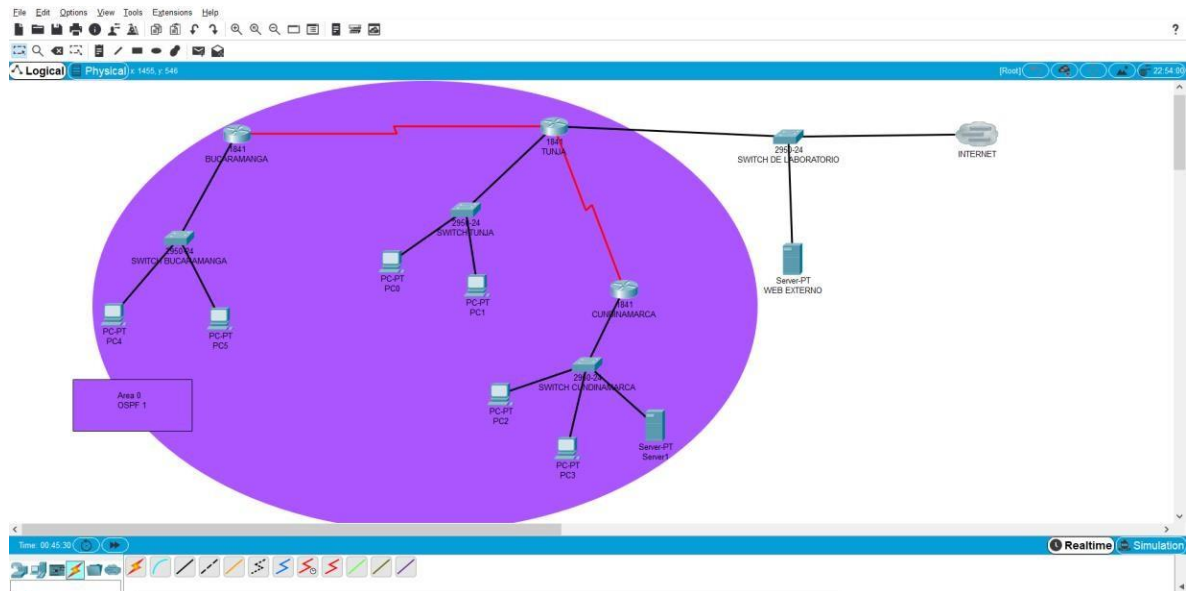 File Edit Options View Tools Extensions Help
?
Logical Physical x: 1455, y: 546 [Root] 22:54:00
1841
BUCARAMANGA
1841
TUNJA
2950-24
SWITCH DE LABORATORIO
INTERNET
2950-24
SWITCH TUNJA
2950-24
SWITCH BUCARAMANGA
PC-PT
PC0
PC-PT
PC1
Server-PT
WEB EXTERNO
1841
CUNDINAMARCA
PC-PT
PC4
PC-PT
PC5
2950-24
SWITCH CUNDINAMARCA
Area 0
OSPF 1
PC-PT
PC2
PC-PT
PC3
Server-PT
Server1
Time: 00:45:30 Realtime Simulation